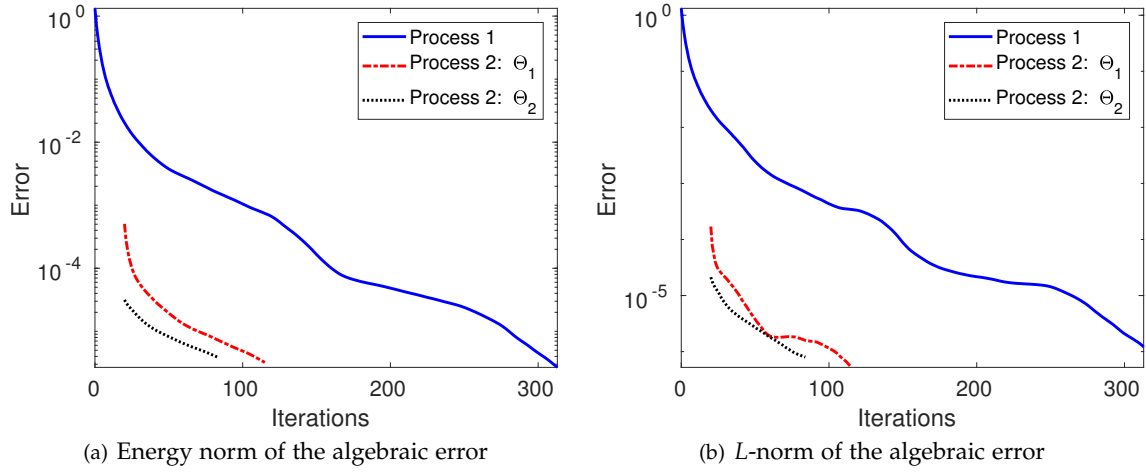 10^0
10^-2
10^-4
Error
0
100
200
300
Iterations
Process 1
Process 2: Θ_1
Process 2: Θ_2
(a) Energy norm of the algebraic error
10^0
10^-5
Error
0
100
200
300
Iterations
Process 1
Process 2: Θ_1
Process 2: Θ_2
(b) L-norm of the algebraic error